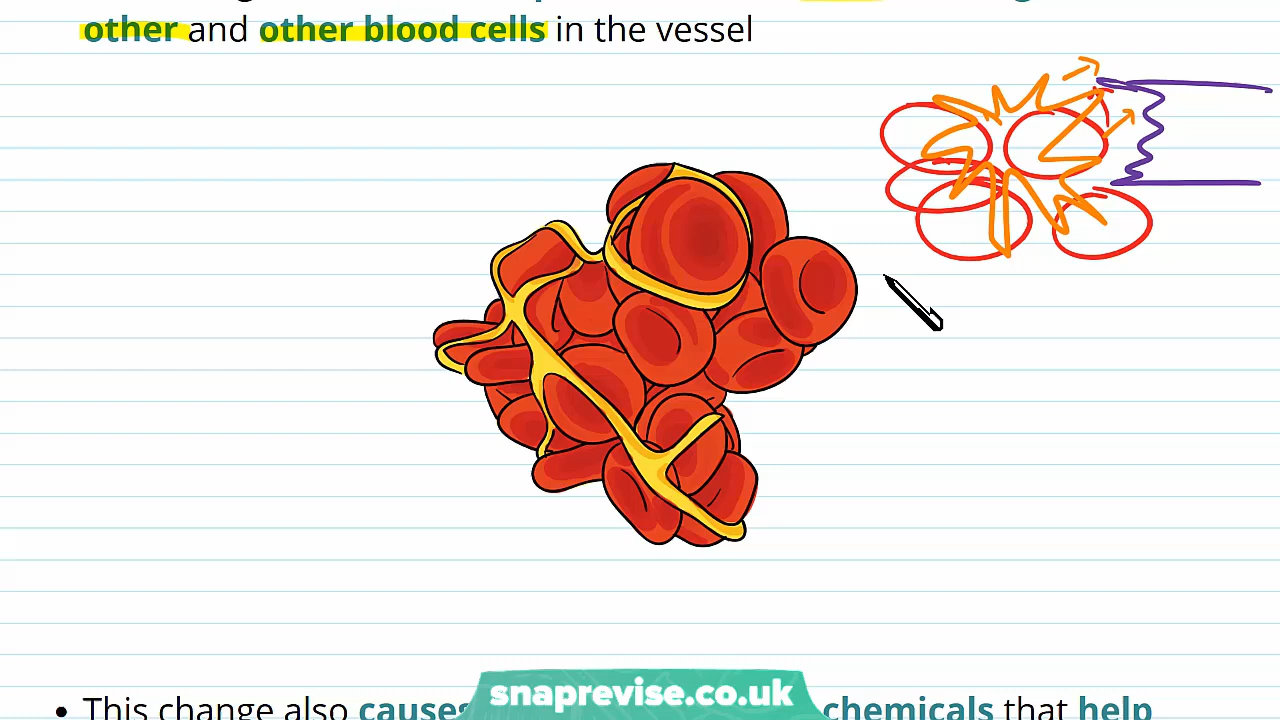 other and other blood cells in the vessel
snaprevise.co.uk
• This change also causes chemicals that help